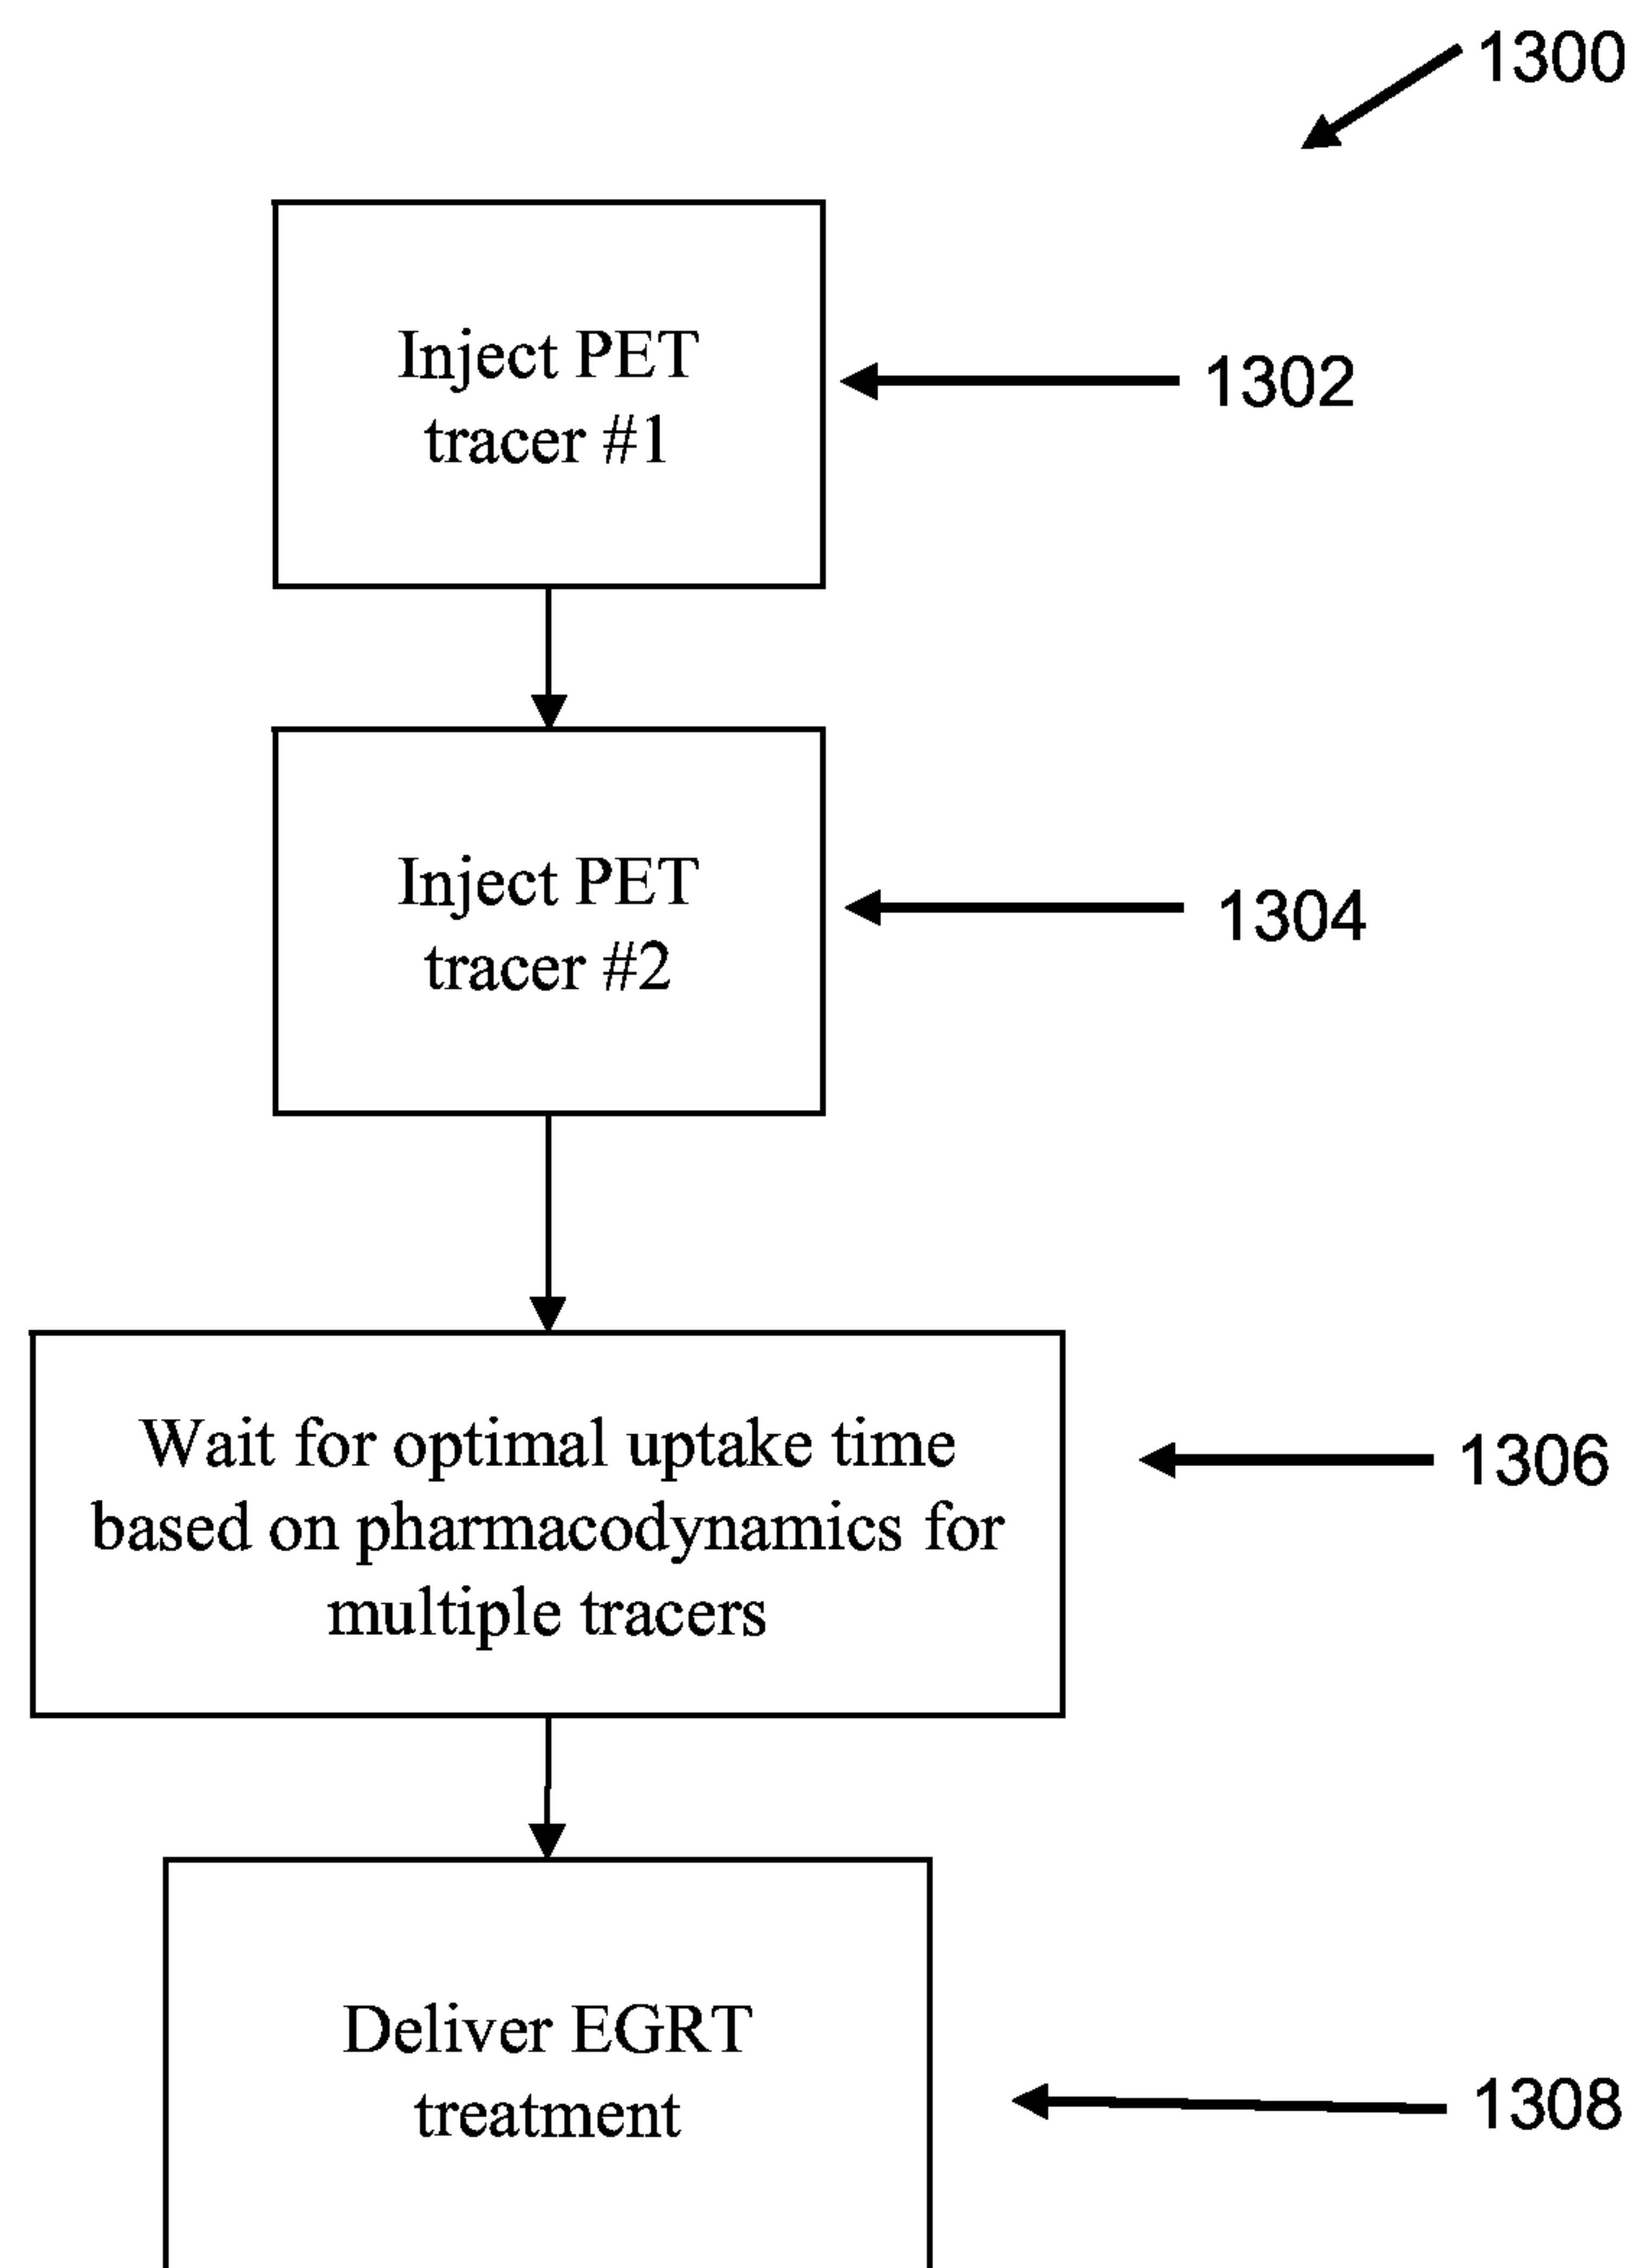 1300
Inject PET
tracer #1
1302
Inject PET
tracer #2
1304
Wait for optimal uptake time
based on pharmacodynamics for
multiple tracers
1306
Deliver EGRT
treatment
1308